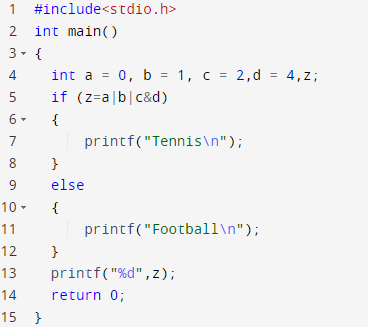 1 #include<stdio.h>
2 int main()
3 {
4 int a = 0, b = 1, c = 2,d = 4,z;
5 if (z=a|b|c&d)
6 {
7 printf("Tennis\n");
8 }
9 else
10 {
11 printf("Football\n");
12 }
13 printf("%d",z);
14 return 0;
15 }